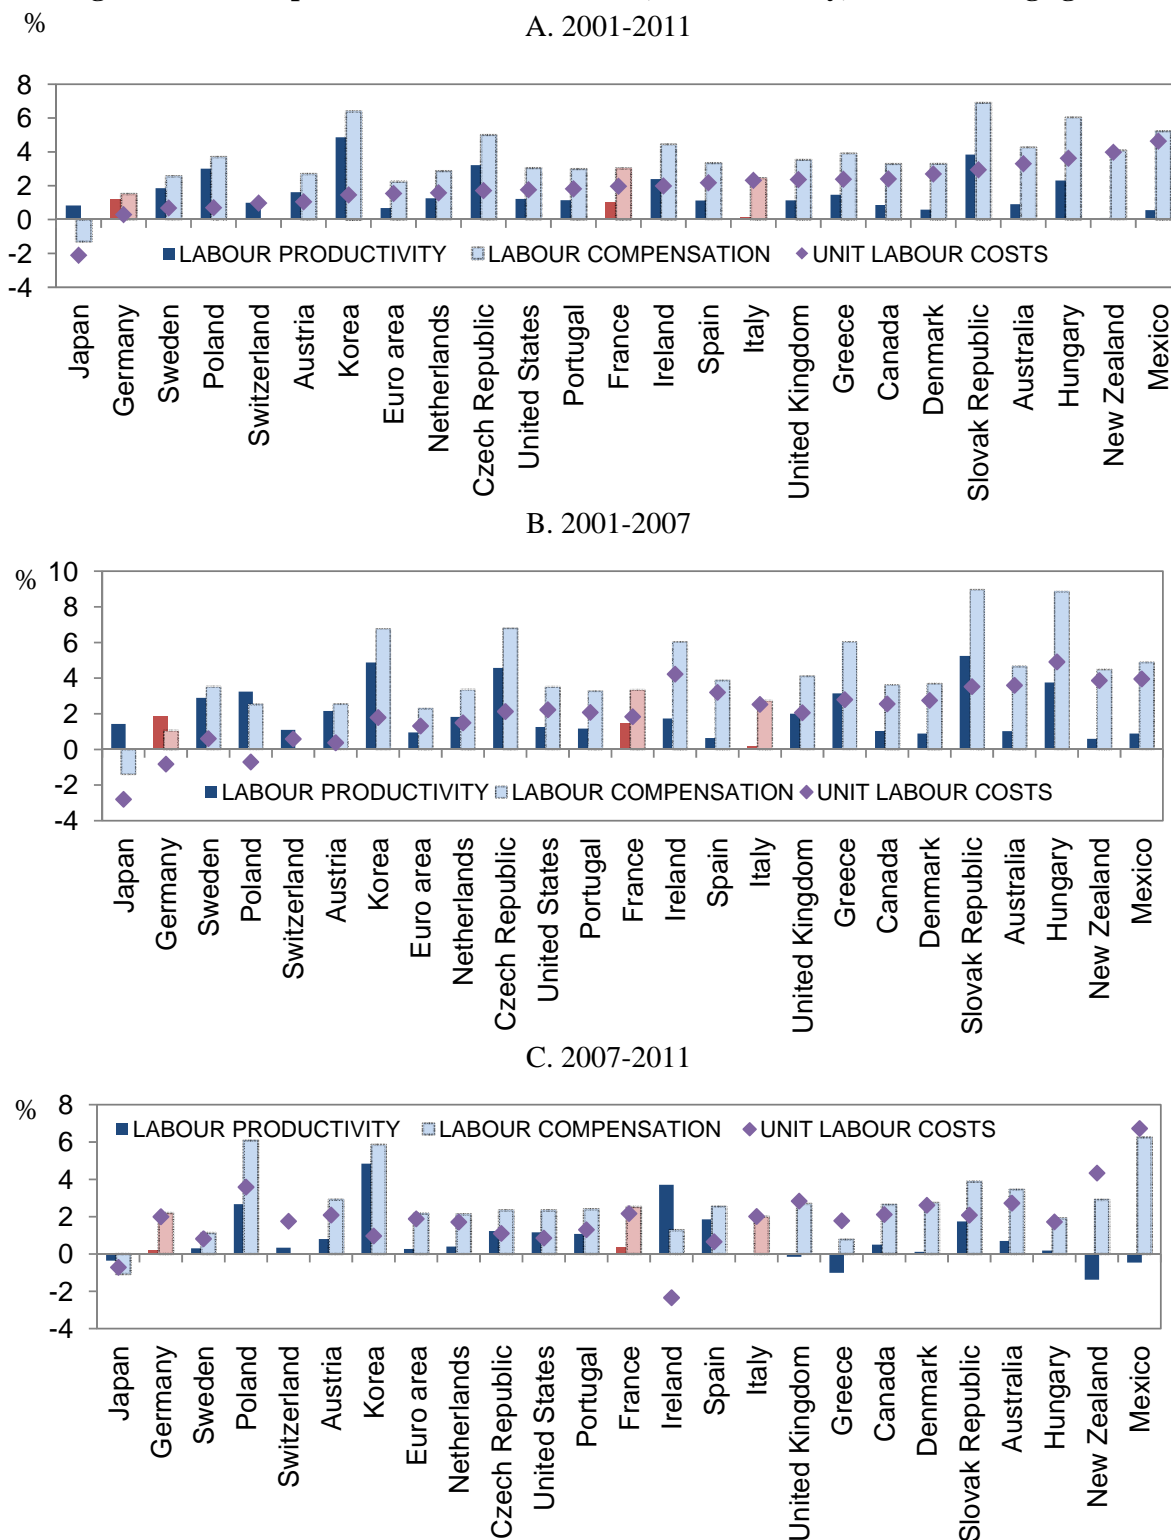 %
A. 2001-2011
8
6
4
2
0
-2
-4
LABOUR PRODUCTIVITY LABOUR COMPENSATION UNIT LABOUR COSTS
Japan
Germany
Sweden
Poland
Switzerland
Austria
Korea
Euro area
Netherlands
Czech Republic
United States
Portugal
France
Ireland
Spain
Italy
United Kingdom
Greece
Canada
Denmark
Slovak Republic
Australia
Hungary
New Zealand
Mexico
B. 2001-2007
%
10
8
6
4
2
0
-2
-4
LABOUR PRODUCTIVITY LABOUR COMPENSATION UNIT LABOUR COSTS
Japan
Germany
Sweden
Poland
Switzerland
Austria
Korea
Euro area
Netherlands
Czech Republic
United States
Portugal
France
Ireland
Spain
Italy
United Kingdom
Greece
Canada
Denmark
Slovak Republic
Australia
Hungary
New Zealand
Mexico
C. 2007-2011
%
8
6
4
2
0
-2
-4
LABOUR PRODUCTIVITY LABOUR COMPENSATION UNIT LABOUR COSTS
Japan
Germany
Sweden
Poland
Switzerland
Austria
Korea
Euro area
Netherlands
Czech Republic
United States
Portugal
France
Ireland
Spain
Italy
United Kingdom
Greece
Canada
Denmark
Slovak Republic
Australia
Hungary
New Zealand
Mexico